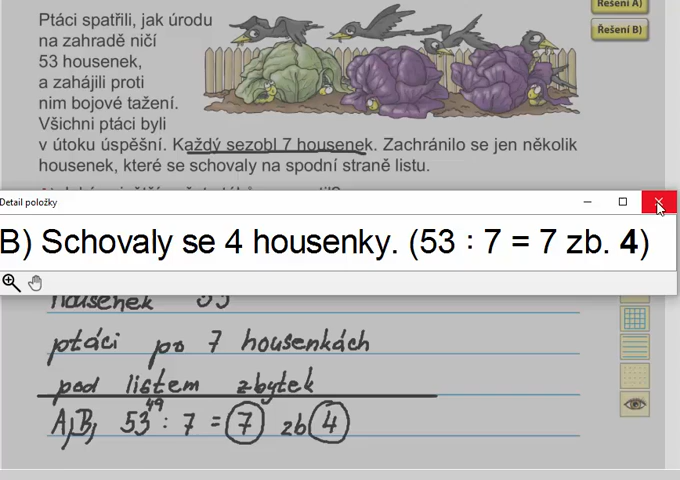 Ptáci spatřili, jak úrodu
na zahradě ničí
53 housenek,
a zahájili proti
nim bojové tažení.
Všichni ptáci byli
v útoku úspěšní. Každý sezobl 7 housenek. Zachránilo se jen několik
housenek, které se schovaly na spodní straně listu.
Řešení A)
Řešení B)
Detail položky
B) Schovaly se 4 housenky. (53 : 7 = 7 zb. 4)
housenek 53
ptáci po 7 housenkách
pod listem zbytek
49
A, B, 53 : 7 = 7 zb 4